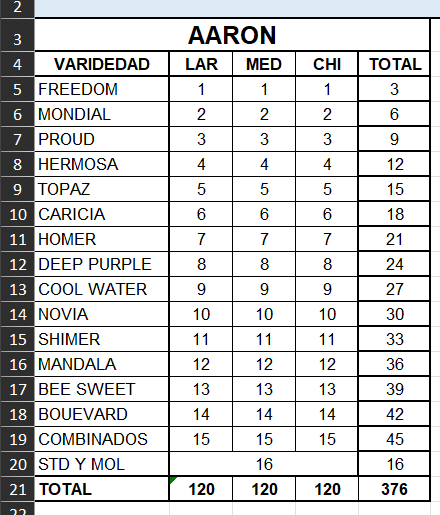 2
3 AARON
4 VARIDEDAD LAR MED CHI TOTAL
5 FREEDOM 1 1 1 3
6 MONDIAL 2 2 2 6
7 PROUD 3 3 3 9
8 HERMOSA 4 4 4 12
9 TOPAZ 5 5 5 15
10 CARICIA 6 6 6 18
11 HOMER 7 7 7 21
12 DEEP PURPLE 8 8 8 24
13 COOL WATER 9 9 9 27
14 NOVIA 10 10 10 30
15 SHIMER 11 11 11 33
16 MANDALA 12 12 12 36
17 BEE SWEET 13 13 13 39
18 BOUEVARD 14 14 14 42
19 COMBINADOS 15 15 15 45
20 STD Y MOL 16 16
21 TOTAL 120 120 120 376
22